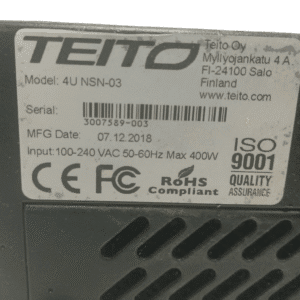 TEITO
Teito Oy
Myllyojankatu 4 A
FI-24100 Salo
Finland
www.teito.com
Model: 4U NSN-03
Serial:
3007589-003
MFG Date: 07.12.2018
Input:100-240 VAC 50-60Hz Max 400W
CE FC RoHS
Compliant
ISO
9001
QUALITY
ASSURANCE